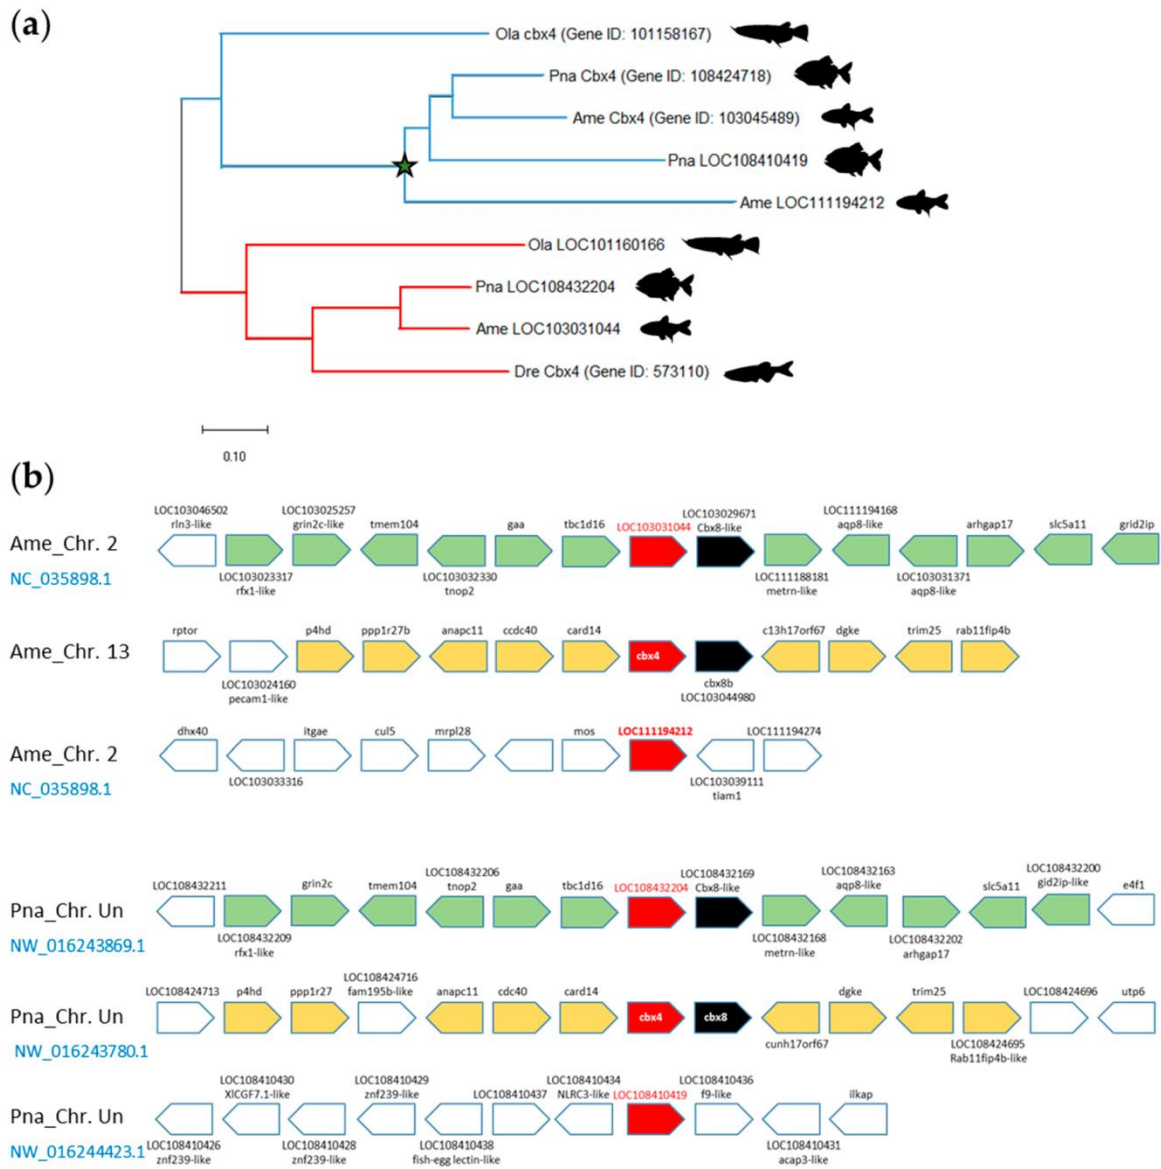 (a)
Ola cbx4 (Gene ID: 101158167)
Pna Cbx4 (Gene ID: 108424718)
Ame Cbx4 (Gene ID: 103045489)
Pna LOC108410419
Ame LOC111194212
Ola LOC101160166
Pna LOC108432204
Ame LOC103031044
Dre Cbx4 (Gene ID: 573110)
0.10
(b)
LOC103046502 LOC103025257 LOC103029671 LOC111194168
rln3-like grin2c-like tmem104 gaa tbc1d16 LOC103031044 Cbx8-like aqp8-like arhgap17 slc5a11 grid2ip
Ame_Chr. 2
NC_035898.1
LOC103023317 LOC103032330 LOC111188181 LOC103031371
rfx1-like tnop2 metrn-like aqp8-like
rptor p4hd ppp1r27b anapc11 ccdc40 card14 c13h17orf67 dgke trim25 rab11fip4b
Ame_Chr. 13 cbx4
LOC103024160 cbx8b
pecam1-like LOC103044980
dhx40 itgae cul5 mrpl28 mos LOC111194212 LOC111194274
Ame_Chr. 2
NC_035898.1
LOC103033316 LOC103039111
tiam1
LOC108432206 LOC108432169 LOC108432163 LOC108432200
LOC108432211 grin2c tmem104 tnop2 gaa tbc1d16 LOC108432204 Cbx8-like aqp8-like slc5a11 gid2ip-like e4f1
Pna_Chr. Un
NW_016243869.1
LOC108432209 LOC108432168 LOC108432202
rfx1-like metrn-like arhgap17
LOC108424716
LOC108424713 p4hd ppp1r27 fam195b-like anapc11 cdc40 card14 dgke trim25 LOC108424696 utp6
Pna_Chr. Un cbx4 cbx8
NW_016243780.1
cunh17orf67 LOC108424695
Rab11fip4b-like
LOC108410430 LOC108410429 LOC108410434 LOC108410436
XlCGF7.1-like znf239-like LOC108410437 NLRC3-like LOC108410419 f9-like ilkap
Pna_Chr. Un
NW_016244423.1
LOC108410426 LOC108410428 LOC108410438 LOC108410431
znf239-like znf239-like fish-egg lectin-like acap3-like